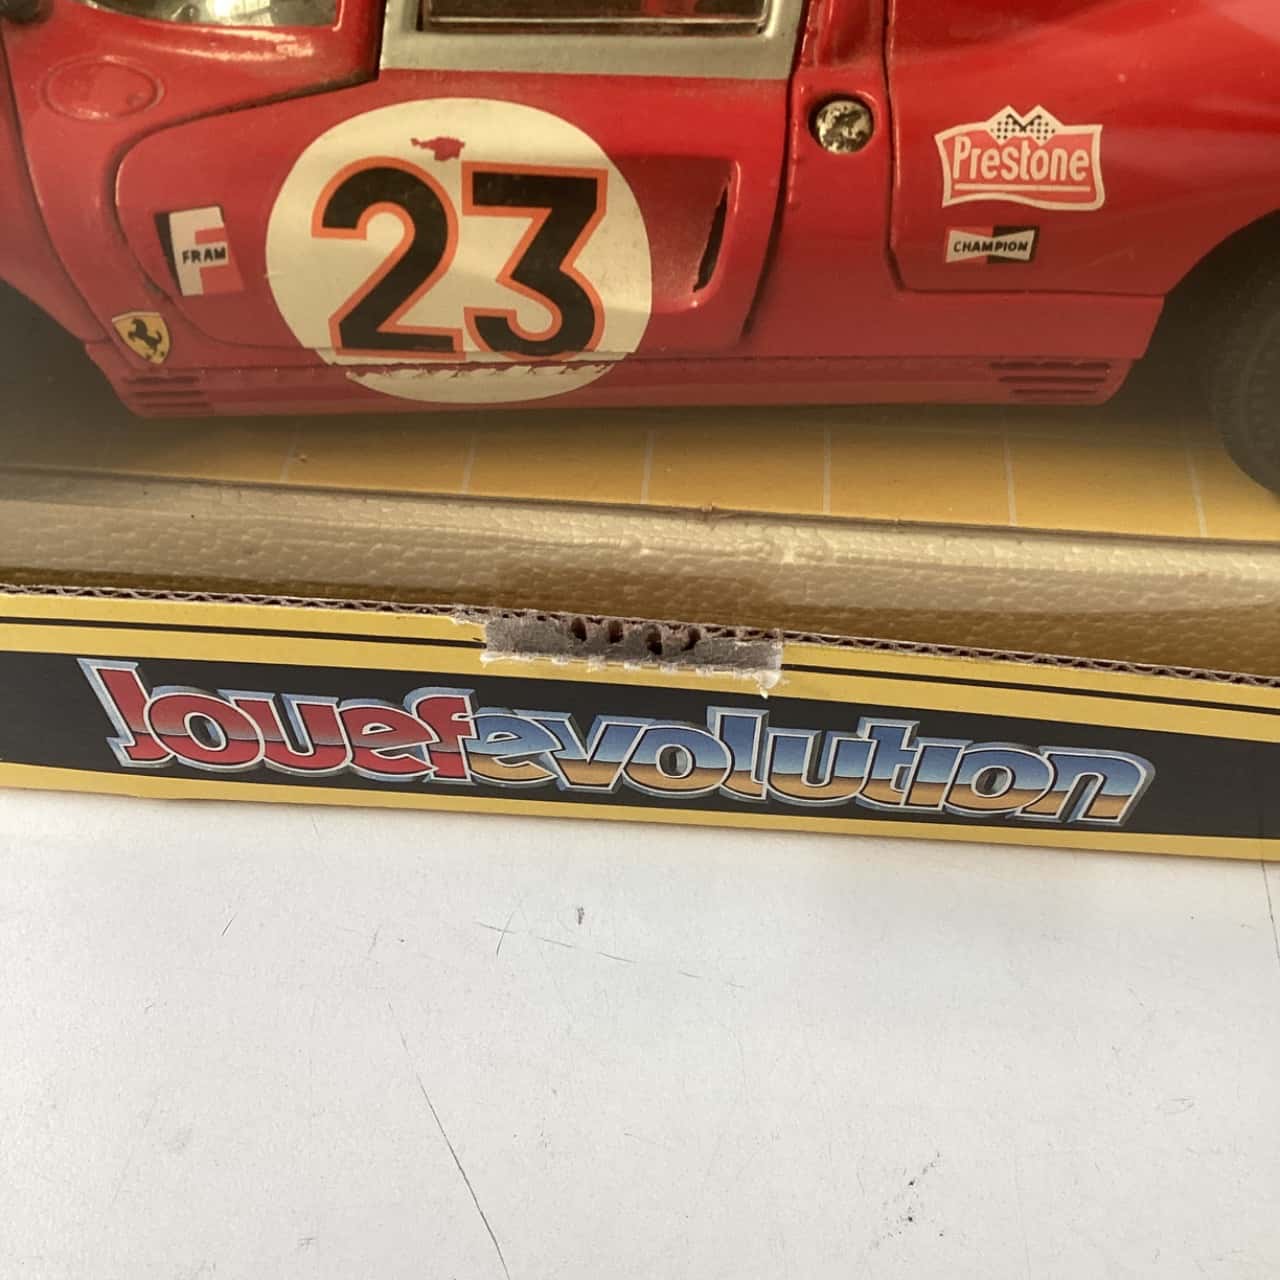 Prestone
FRAM
23
CHAMPION
Jouefevolution